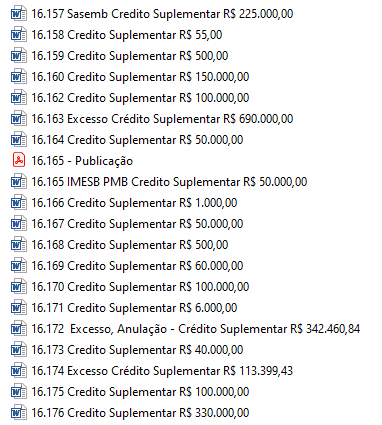 16.157 Sasemb Credito Suplementar R$ 225.000,00
16.158 Credito Suplementar R$ 55,00
16.159 Credito Suplementar R$ 500,00
16.160 Credito Suplementar R$ 150.000,00
16.162 Credito Suplementar R$ 100.000,00
16.163 Excesso Crédito Suplementar R$ 690.000,00
16.164 Credito Suplementar R$ 50.000,00
16.165 - Publicação
16.165 IMESB PMB Credito Suplementar R$ 50.000,00
16.166 Credito Suplementar R$ 1.000,00
16.167 Credito Suplementar R$ 50.000,00
16.168 Credito Suplementar R$ 500,00
16.169 Credito Suplementar R$ 60.000,00
16.170 Credito Suplementar R$ 100.000,00
16.171 Credito Suplementar R$ 6.000,00
16.172  Excesso, Anulação - Crédito Suplementar R$ 342.460,84
16.173 Credito Suplementar R$ 40.000,00
16.174 Excesso Crédito Suplementar R$ 113.399,43
16.175 Credito Suplementar R$ 100.000,00
16.176 Credito Suplementar R$ 330.000,00